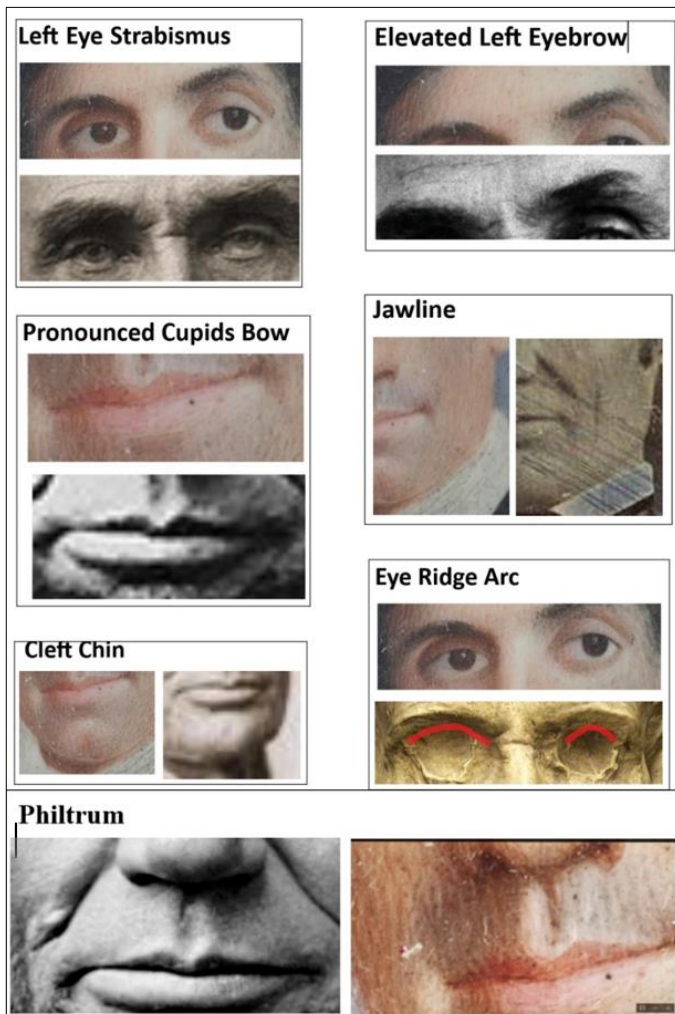 Left Eye Strabismus
Elevated Left Eyebrow
Pronounced Cupids Bow
Jawline
Cleft Chin
Eye Ridge Arc
Philtrum